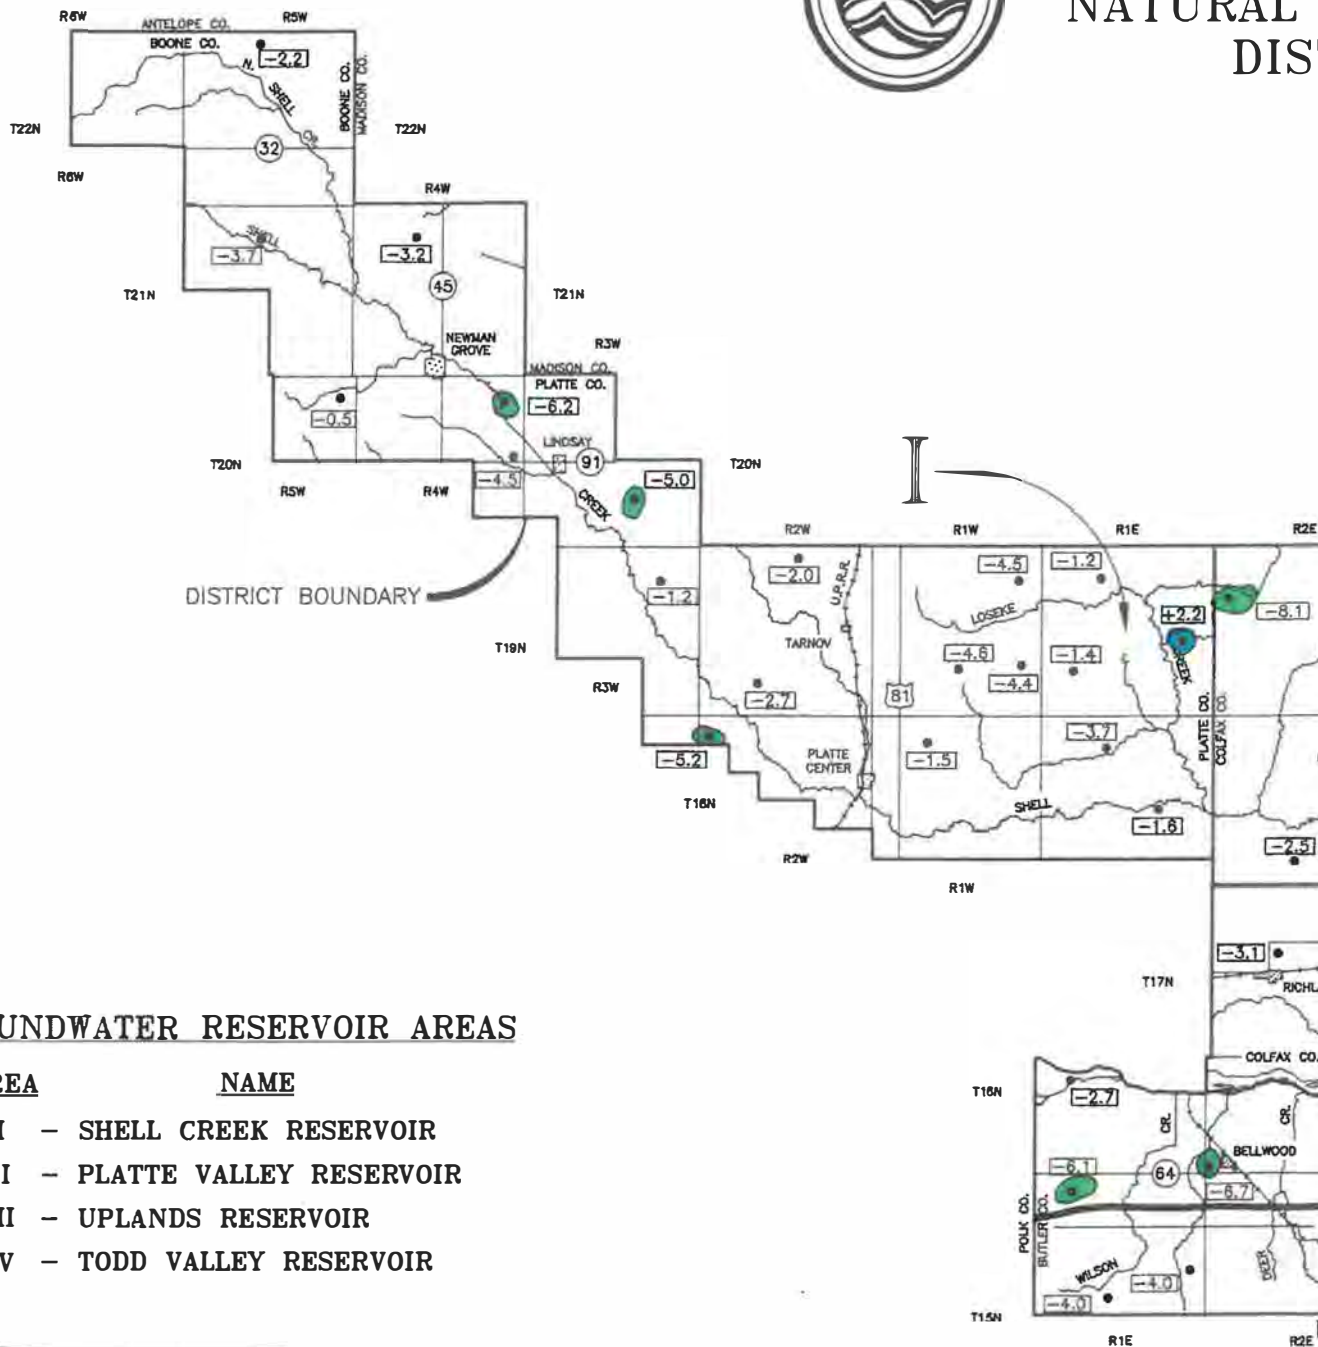 NATURAL
DIS
R6W
R5W
ANTELOPE CO.
BOONE CO.
-2.2
N.
SHELL
CR.
BOONE CO.
MADISON CO.
T22N
T22N
32
R6W
R4W
SHELL
-3.7
-3.2
45
T21N
T21N
NEWMAN
GROVE
R3W
MADISON CO.
PLATTE CO.
-0.5
-6.2
LINDSAY
91
T20N
R5W
R4W
-4.5
CREEK
-5.0
T20N
I
R2W
R1W
R1E
R2E
DISTRICT BOUNDARY
-1.2
-2.0
U.P.R.R.
-4.5
-1.2
LOSEKE
+2.2
-8.1
TARNOV
T19N
-4.6
-4.4
-1.4
CREEK
R3W
-2.7
81
PLATTE CO.
COLFAX CO.
-5.2
PLATTE
CENTER
-1.5
-3.7
T18N
SHELL
-1.6
-2.5
R2W
R1W
-3.1
T17N
RICHL
COLFAX CO.
T16N
-2.7
CR.
CR.
BELLWOOD
-6.1
64
-6.7
POLK CO.
BUTLER CO.
WILSON
-4.0
-4.0
DEER
T15N
R1E
R2E
UNDWATER RESERVOIR AREAS
REA NAME
I – SHELL CREEK RESERVOIR
I – PLATTE VALLEY RESERVOIR
II – UPLANDS RESERVOIR
V – TODD VALLEY RESERVOIR